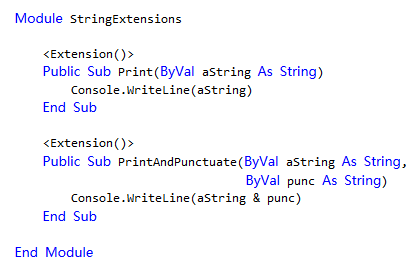 Module StringExtensions
<Extension()>
Public Sub Print(ByVal aString As String)
Console.WriteLine(aString)
End Sub
<Extension()>
Public Sub PrintAndPunctuate(ByVal aString As String,
ByVal punc As String)
Console.WriteLine(aString & punc)
End Sub
End Module